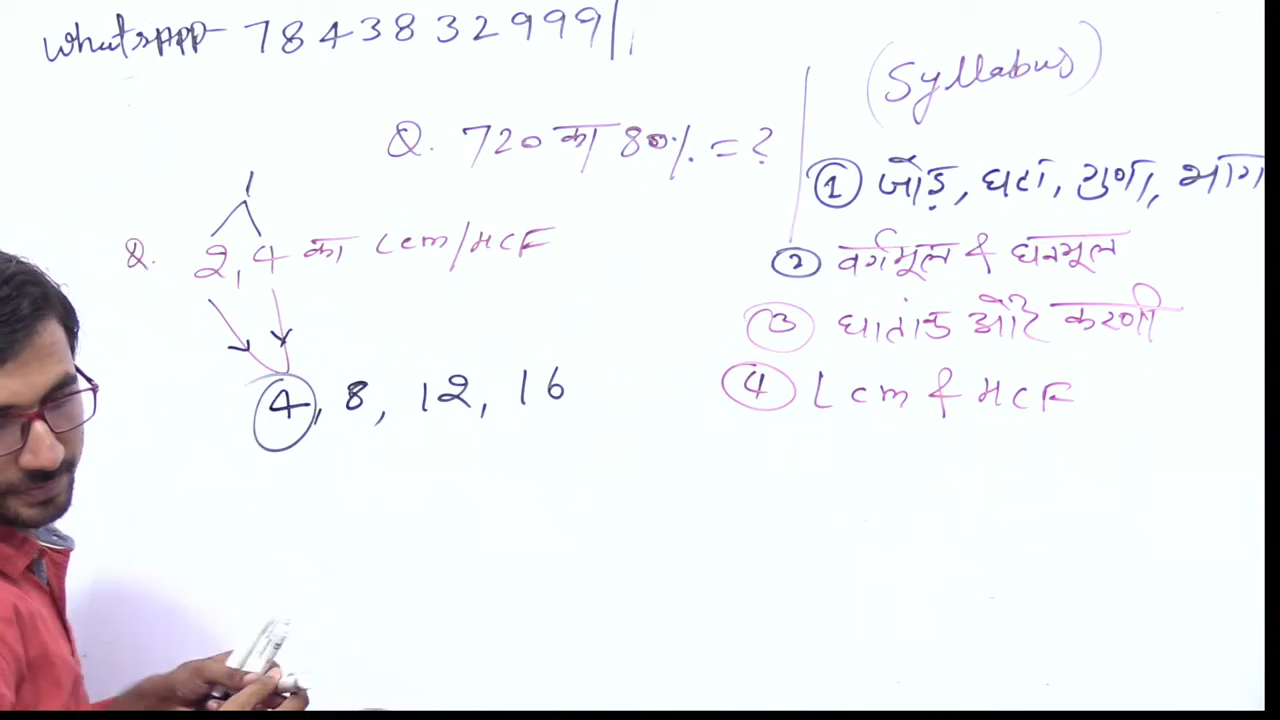 Whatsapp- 7843832999
Q. 720 का 80% = ?
1
Q. 2, 4 का Lcm/HCF
4, 8, 12, 16
(Syllabus)
① जोड़, घटा, गुणा, भाग
② वर्गमूल & घनमूल
③ घातांक और करणी
④ Lcm & HCF